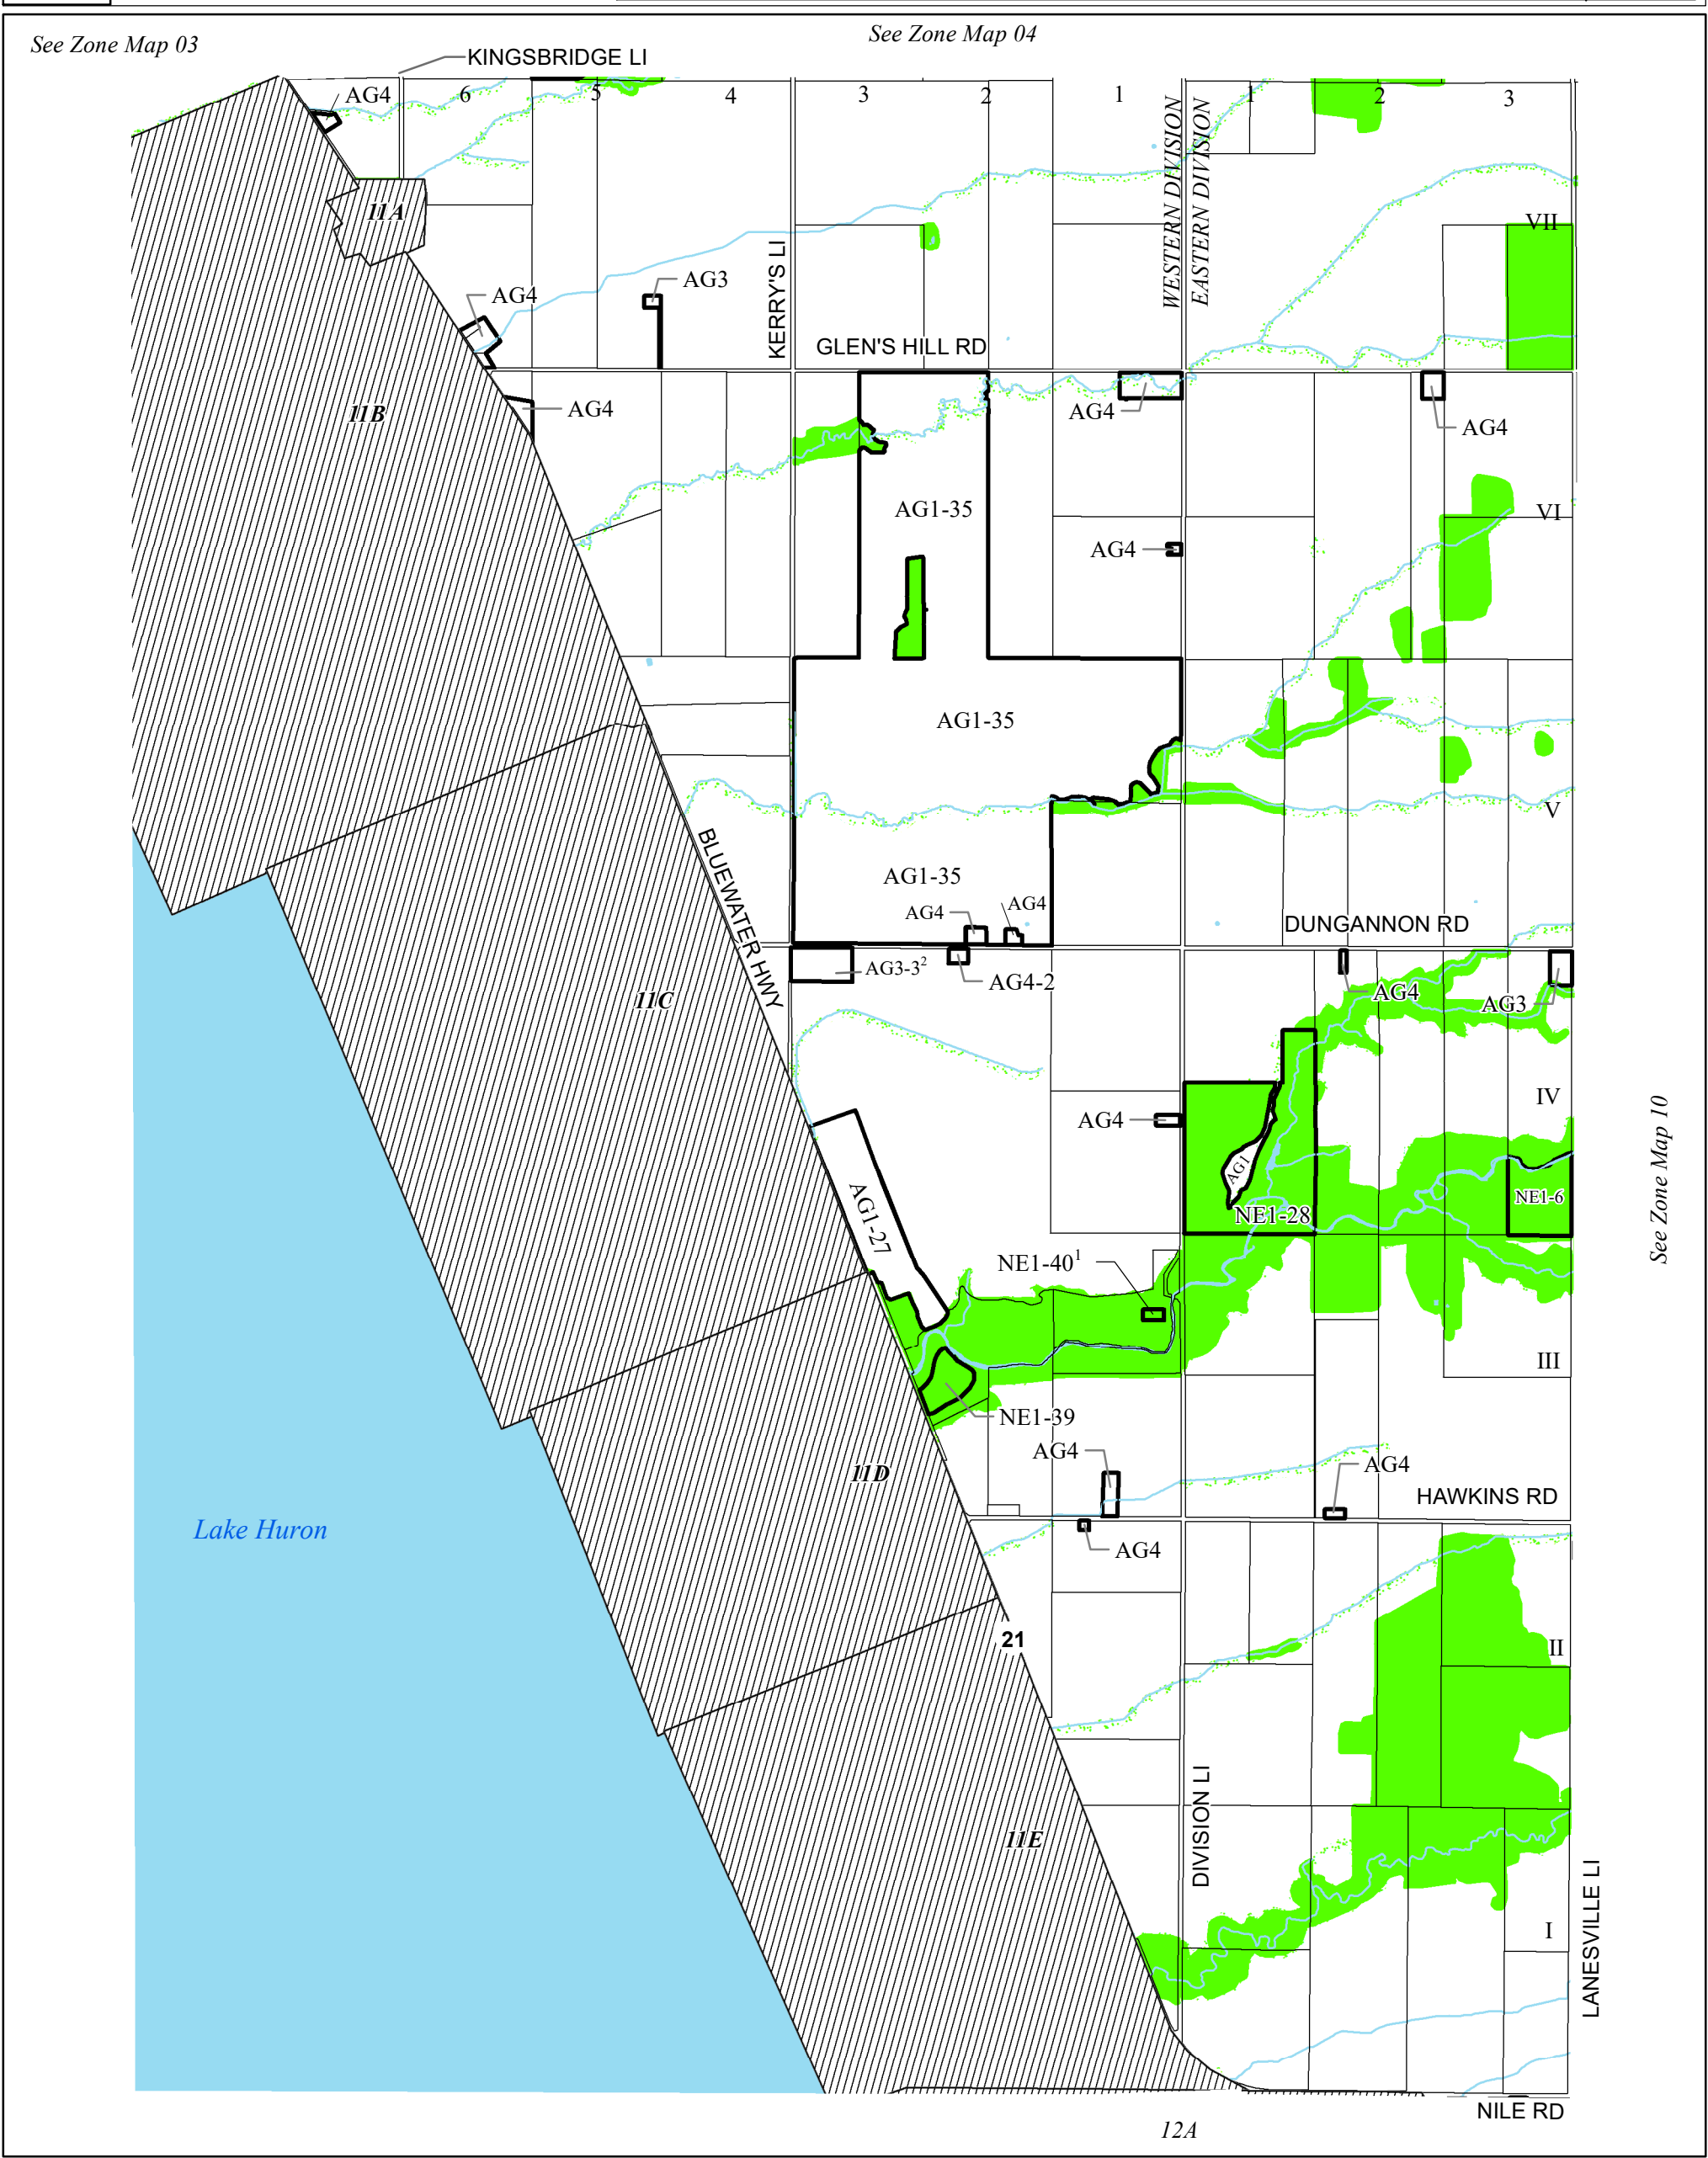 See Zone Map 03
See Zone Map 04
KINGSBRIDGE LI
AG4
6
5
4
3
2
1
1
2
3
WESTERN DIVISION
EASTERN DIVISION
11A
VII
KERRY'S LI
AG3
AG4
GLEN'S HILL RD
11B
AG4
AG4
AG4
AG1-35
VI
AG4
AG1-35
V
BLUEWATER HWY
AG1-35
AG4
AG4
DUNGANNON RD
AG3-3²
AG4-2
AG4
AG3
11C
IV
AG4
See Zone Map 10
AG1
NE1-6
AG1-27
NE1-28
NE1-40¹
III
NE1-39
AG4
AG4
11D
HAWKINS RD
Lake Huron
AG4
21
II
DIVISION LI
11E
LANESVILLE LI
I
NILE RD
12A